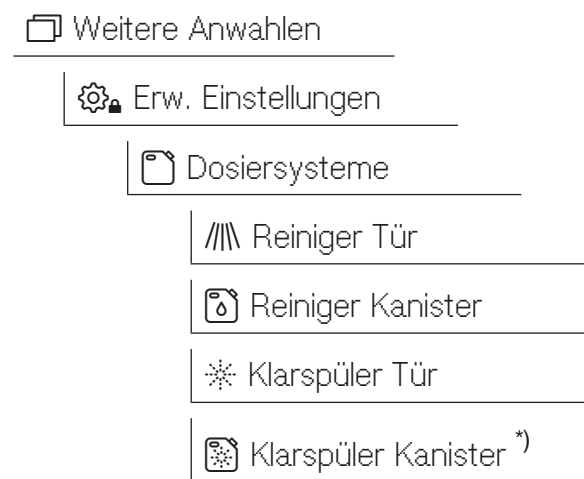 Weitere Anwahlen
Erw. Einstellungen
Dosiersysteme
Reiniger Tür
Reiniger Kanister
Klarspüler Tür
Klarspüler Kanister *)